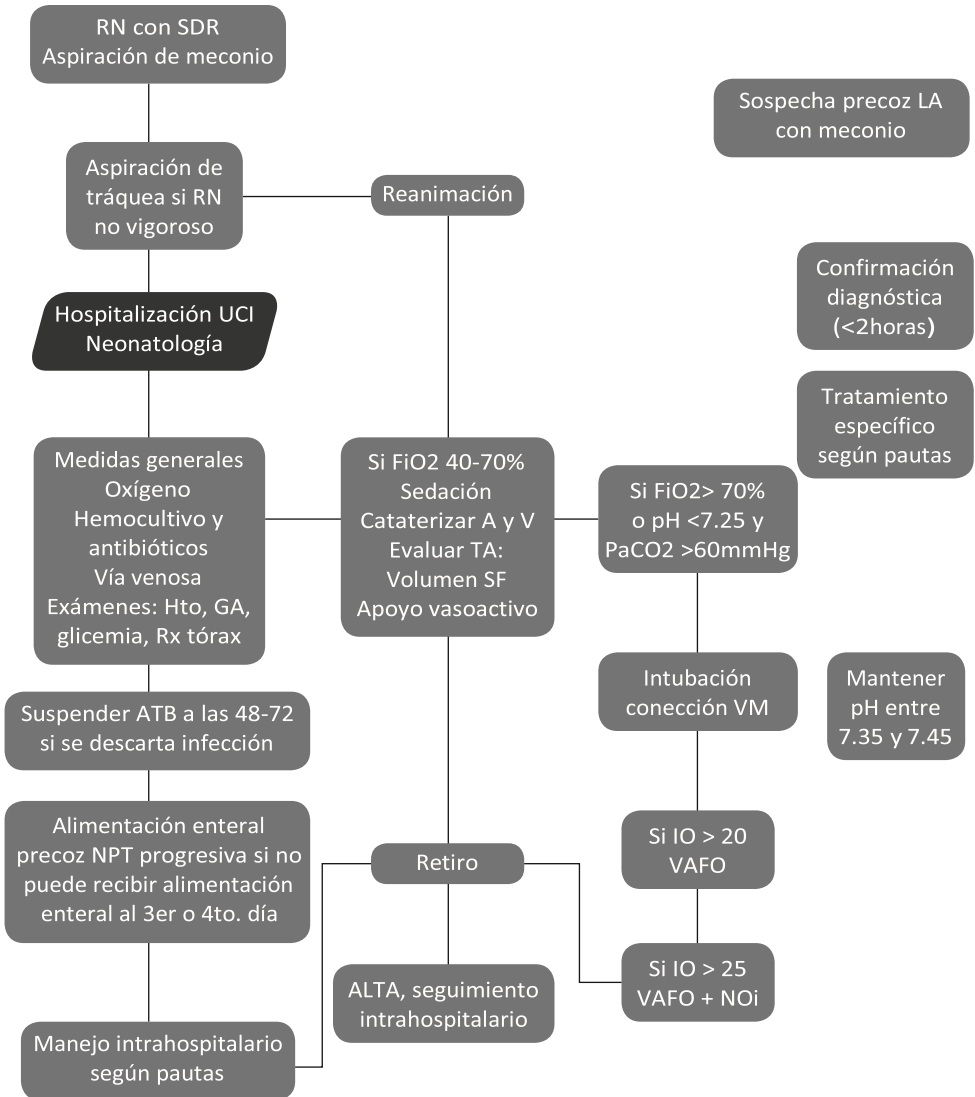 RN con SDR
Aspiración de meconio
Sospecha precoz LA
con meconio
Aspiración de
tráquea si RN
no vigoroso
Reanimación
Confirmación
diagnóstica
(<2horas)
Hospitalización UCI
Neonatología
Tratamiento
específico
según pautas
Medidas generales
Oxígeno
Hemocultivo y
antibióticos
Vía venosa
Exámenes: Hto, GA,
glicemia, Rx tórax
Si FiO2 40-70%
Sedación
Cataterizar A y V
Evaluar TA:
Volumen SF
Apoyo vasoactivo
Si FiO2> 70%
o pH <7.25 y
PaCO2 >60mmHg
Intubación
conección VM
Mantener
pH entre
7.35 y 7.45
Suspender ATB a las 48-72
si se descarta infección
Alimentación enteral
precoz NPT progresiva si no
puede recibir alimentación
enteral al 3er o 4to. día
Si IO > 20
VAFO
Retiro
Si IO > 25
VAFO + NOi
ALTA, seguimiento
intrahospitalario
Manejo intrahospitalario
según pautas